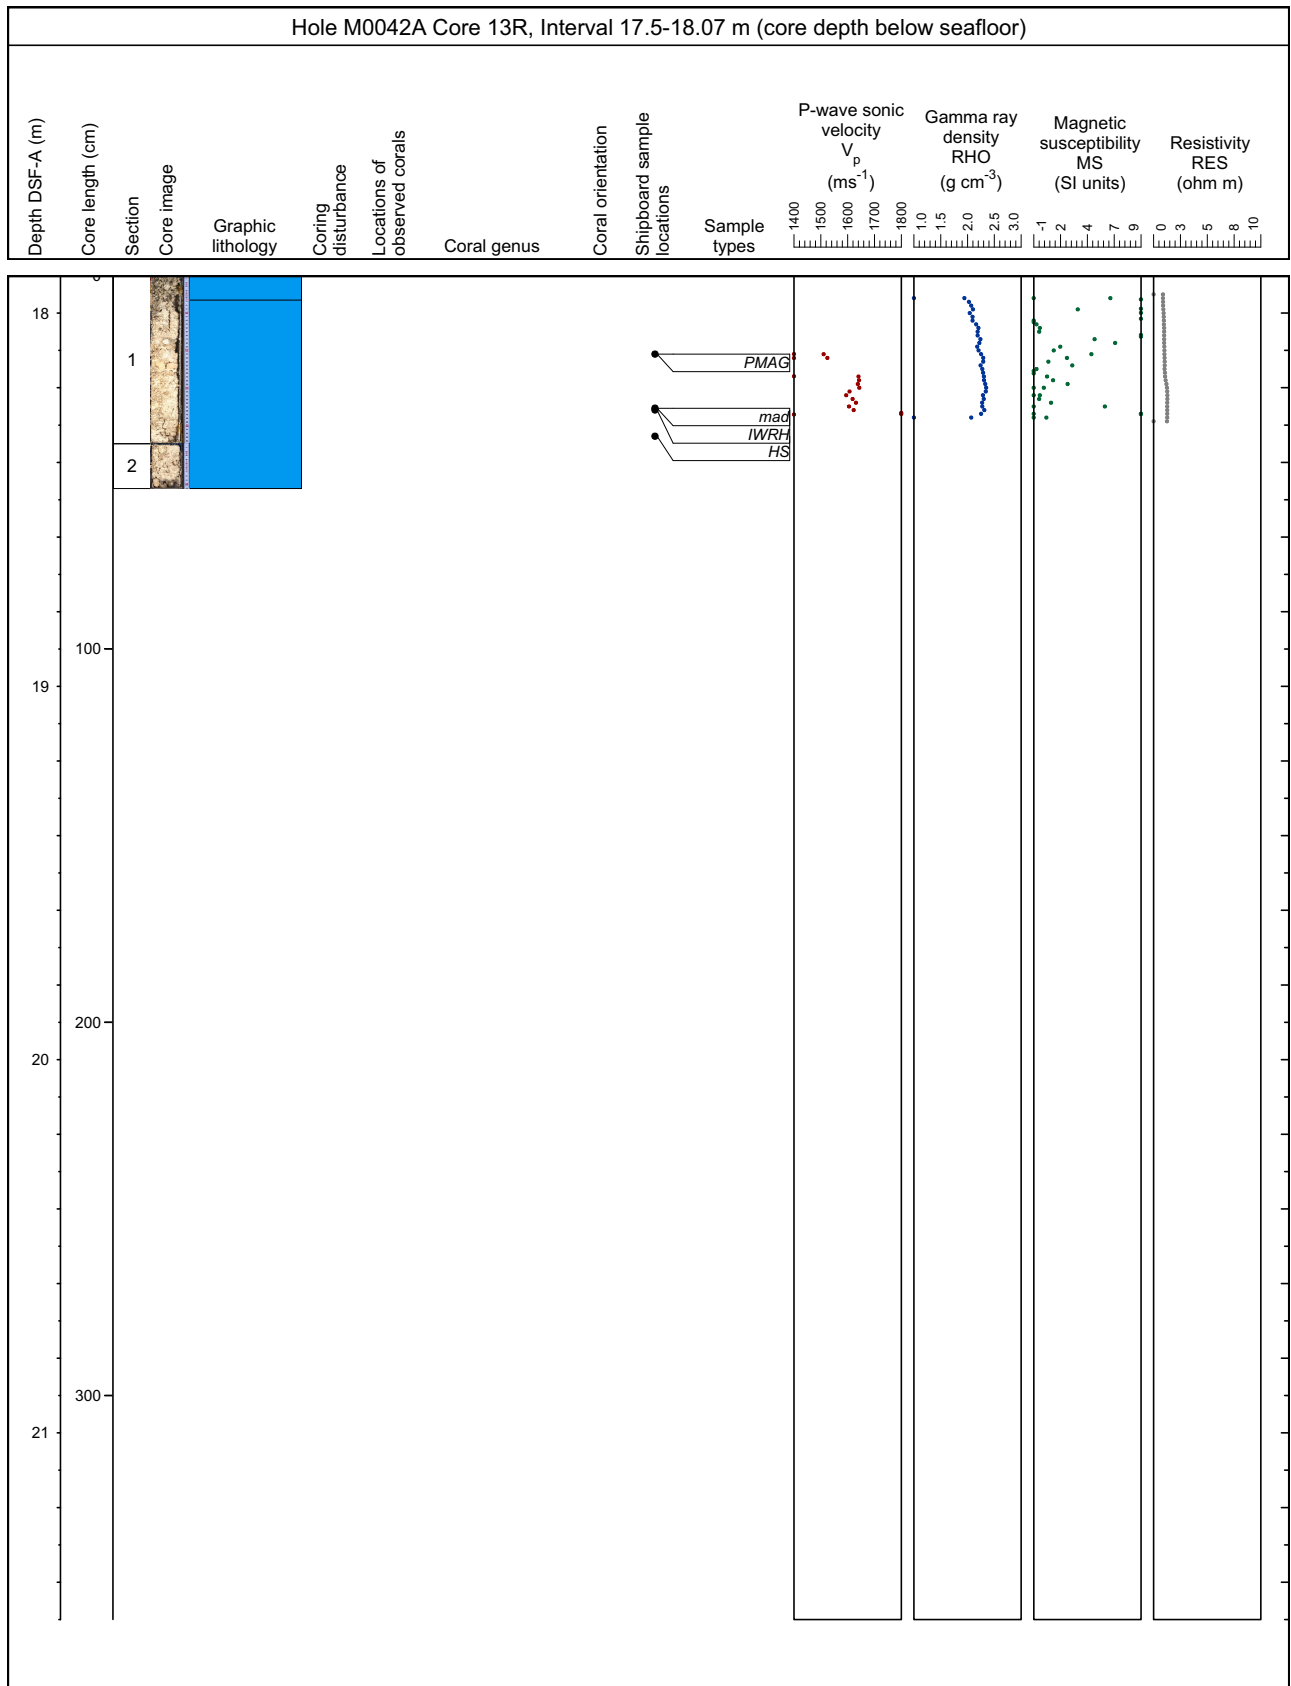 Hole M0042A Core 13R, Interval 17.5-18.07 m (core depth below seafloor)
Depth DSF-A (m)
Core length (cm)
Section
Core image
Graphic
lithology
Coring
disturbance
Locations of
observed corals
Coral genus
Coral orientation
Shipboard sample
locations
Sample
types
P-wave sonic
velocity
Vp
(ms-1)
1400 1500 1600 1700 1800
Gamma ray
density
RHO
(g cm-3)
1.0 1.5 2.0 2.5 3.0
Magnetic
susceptibility
MS
(SI units)
-1 2 4 7 9
Resistivity
RES
(ohm m)
0 3 5 8 10
0
18
1
PMAG
mad
IWRH
HS
2
100
19
200
20
300
21